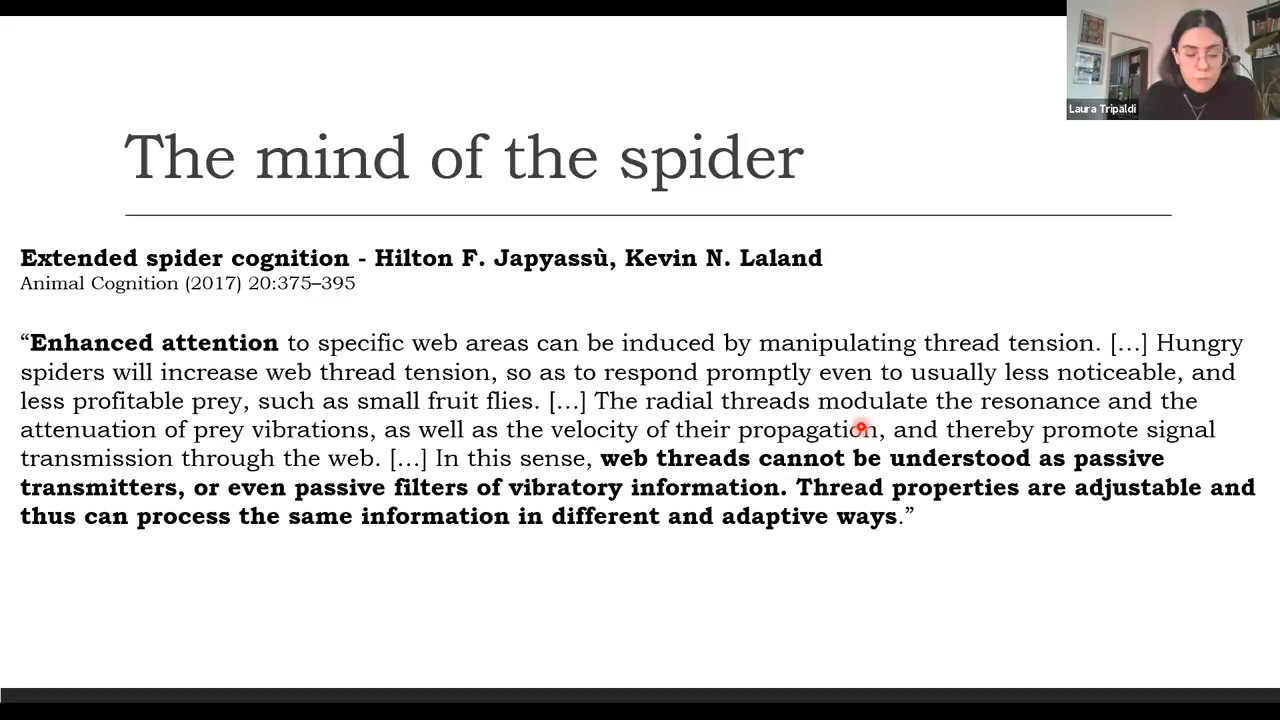 Laura Tripaldi
The mind of the spider
Extended spider cognition - Hilton F. Japyassù, Kevin N. Laland
Animal Cognition (2017) 20:375–395
“Enhanced attention to specific web areas can be induced by manipulating thread tension. […] Hungry
spiders will increase web thread tension, so as to respond promptly even to usually less noticeable, and
less profitable prey, such as small fruit flies. […] The radial threads modulate the resonance and the
attenuation of prey vibrations, as well as the velocity of their propagation, and thereby promote signal
transmission through the web. […] In this sense, web threads cannot be understood as passive
transmitters, or even passive filters of vibratory information. Thread properties are adjustable and
thus can process the same information in different and adaptive ways.”